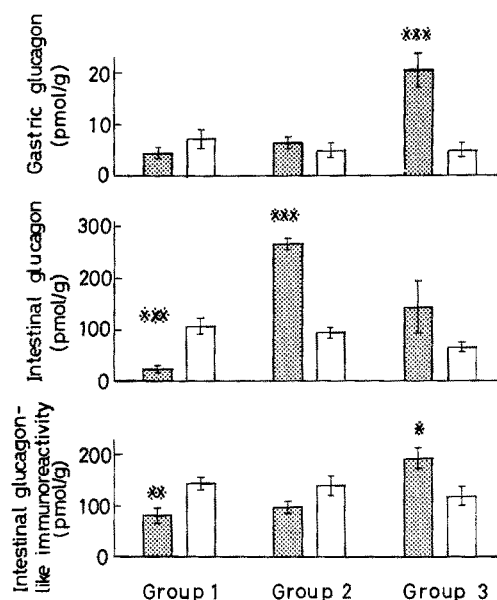 Gastric glucagon
(pmol/g)
20
10
0
***
Intestinal glucagon
(pmol/g)
300
200
100
0
***
***
Intestinal glucagon-
like immunoreactivity
(pmol/g)
200
100
0
**
*
Group 1 Group 2 Group 3